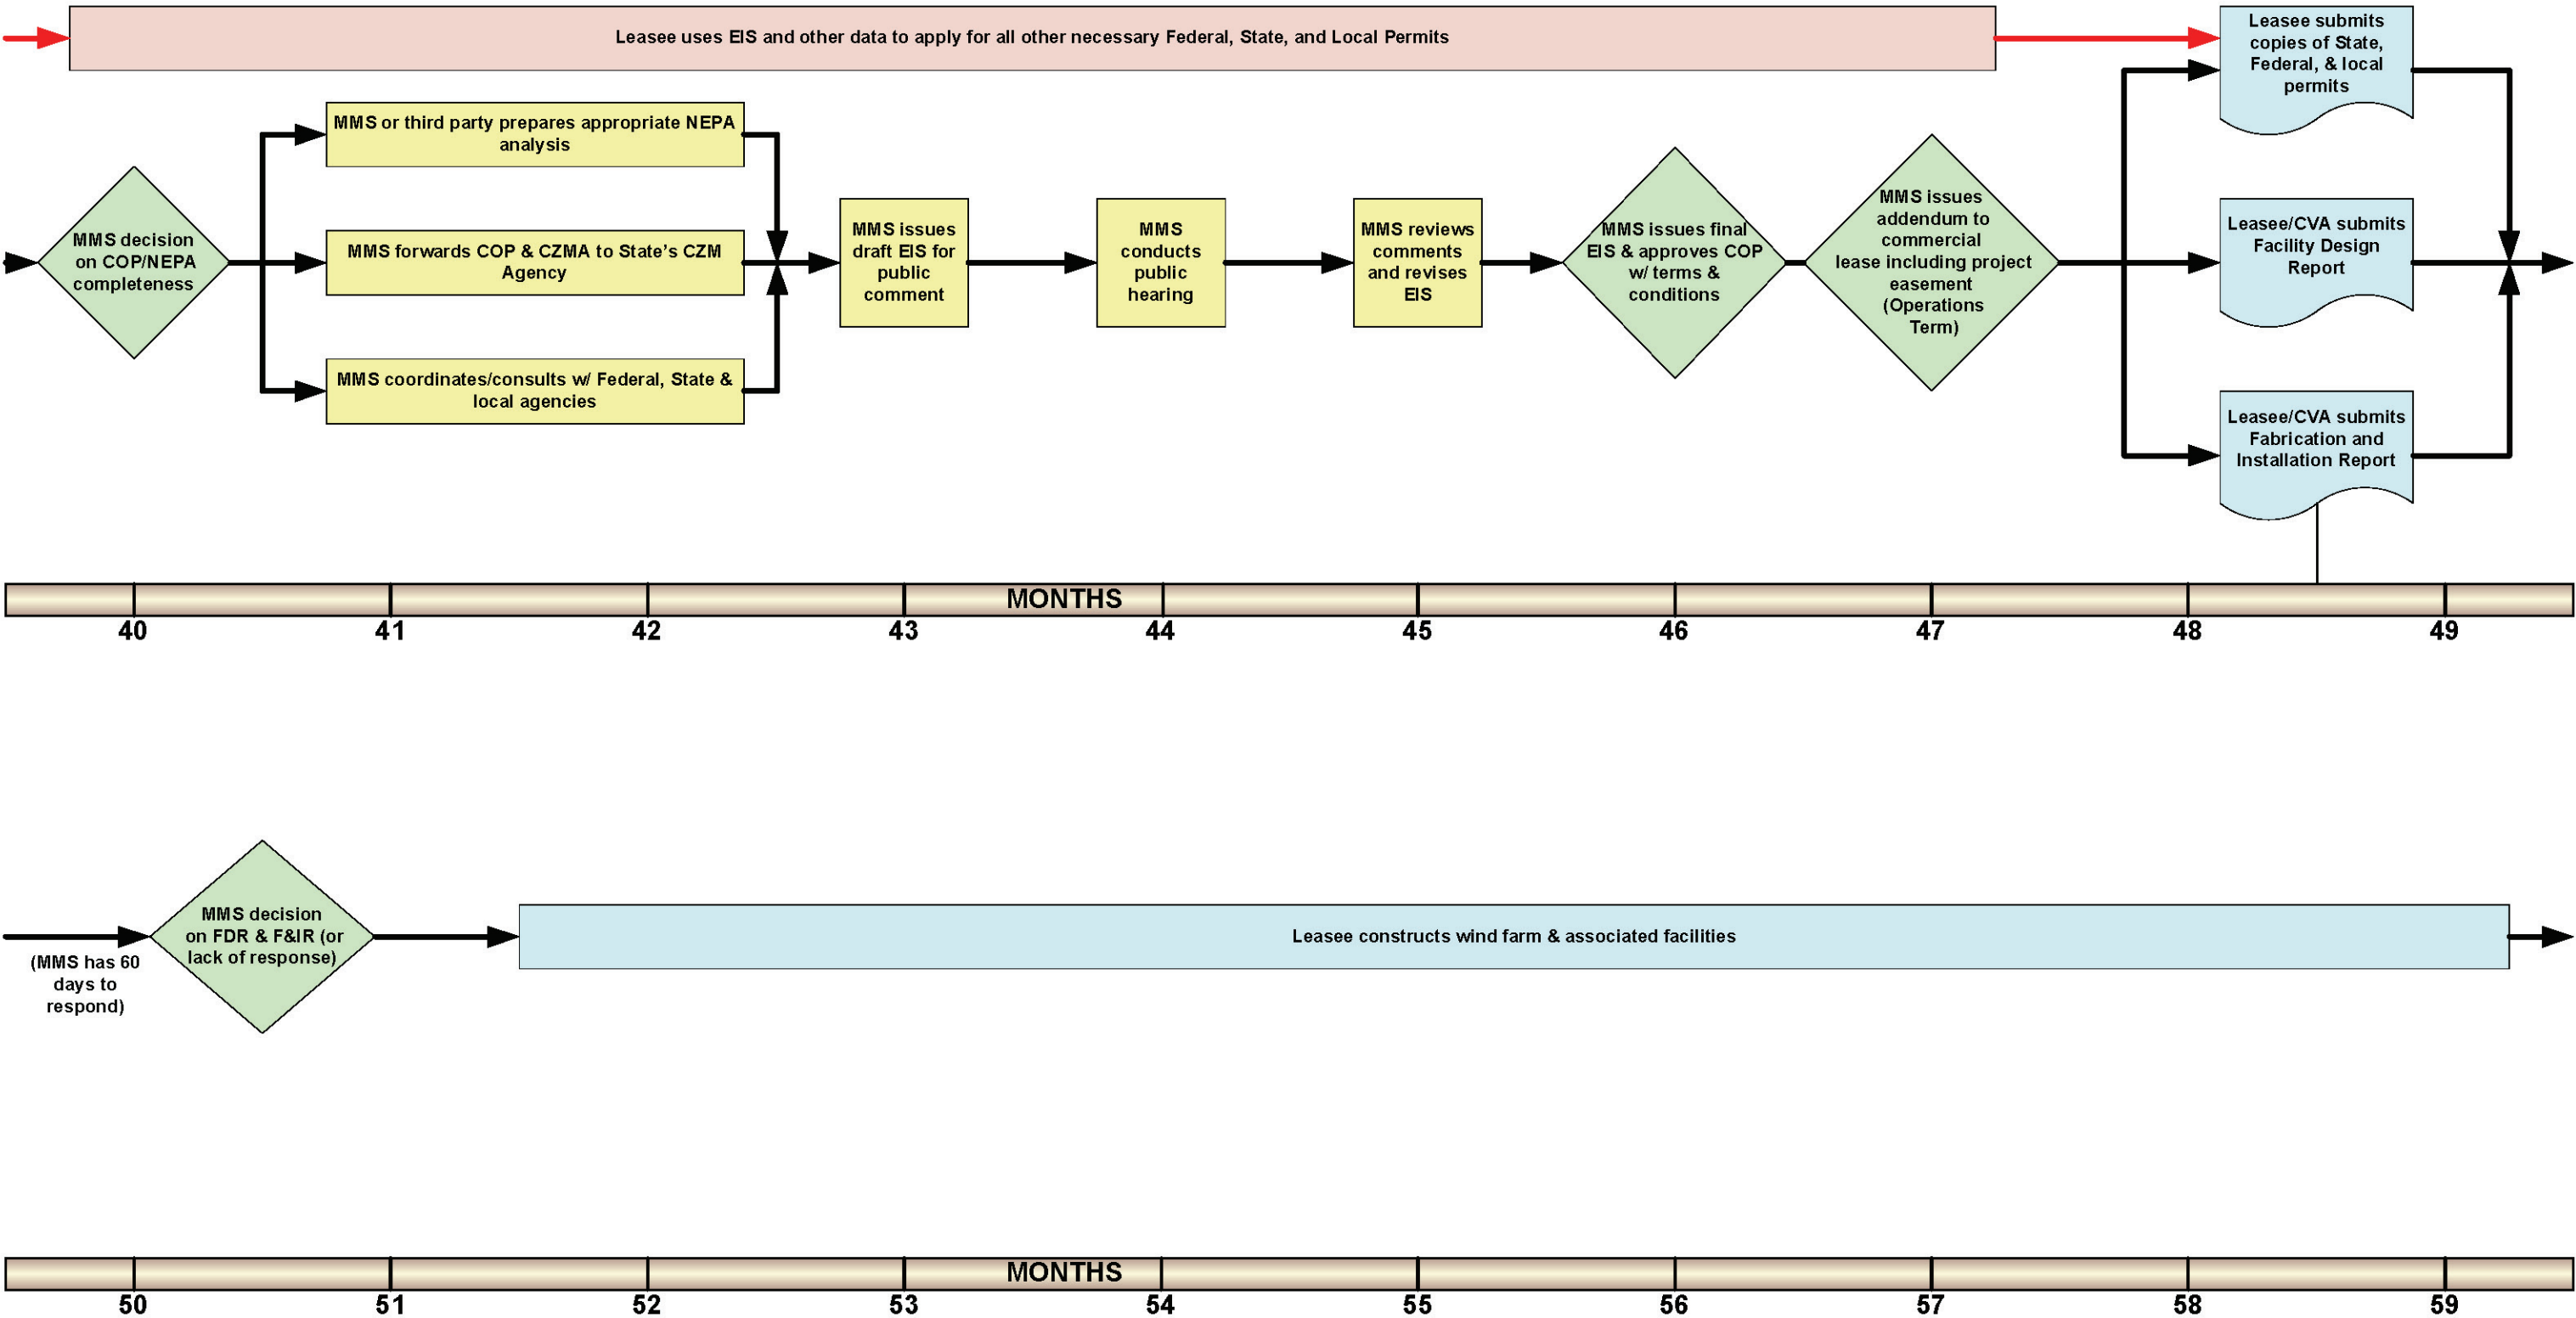 Leasee uses EIS and other data to apply for all other necessary Federal, State, and Local Permits
Leasee submits
copies of State,
Federal, & local
permits
MMS or third party prepares appropriate NEPA
analysis
MMS decision
on COP/NEPA
completeness
MMS forwards COP & CZMA to State’s CZM
Agency
MMS coordinates/consults w/ Federal, State &
local agencies
MMS issues
draft EIS for
public
comment
MMS
conducts
public
hearing
MMS reviews
comments
and revises
EIS
MMS issues final
EIS & approves COP
w/ terms &
conditions
MMS issues
addendum to
commercial
lease including project
easement
(Operations
Term)
Leasee/CVA submits
Facility Design
Report
Leasee/CVA submits
Fabrication and
Installation Report
MONTHS
40 41 42 43 44 45 46 47 48 49
(MMS has 60
days to
respond)
MMS decision
on FDR & F&IR (or
lack of response)
Leasee constructs wind farm & associated facilities
MONTHS
50 51 52 53 54 55 56 57 58 59